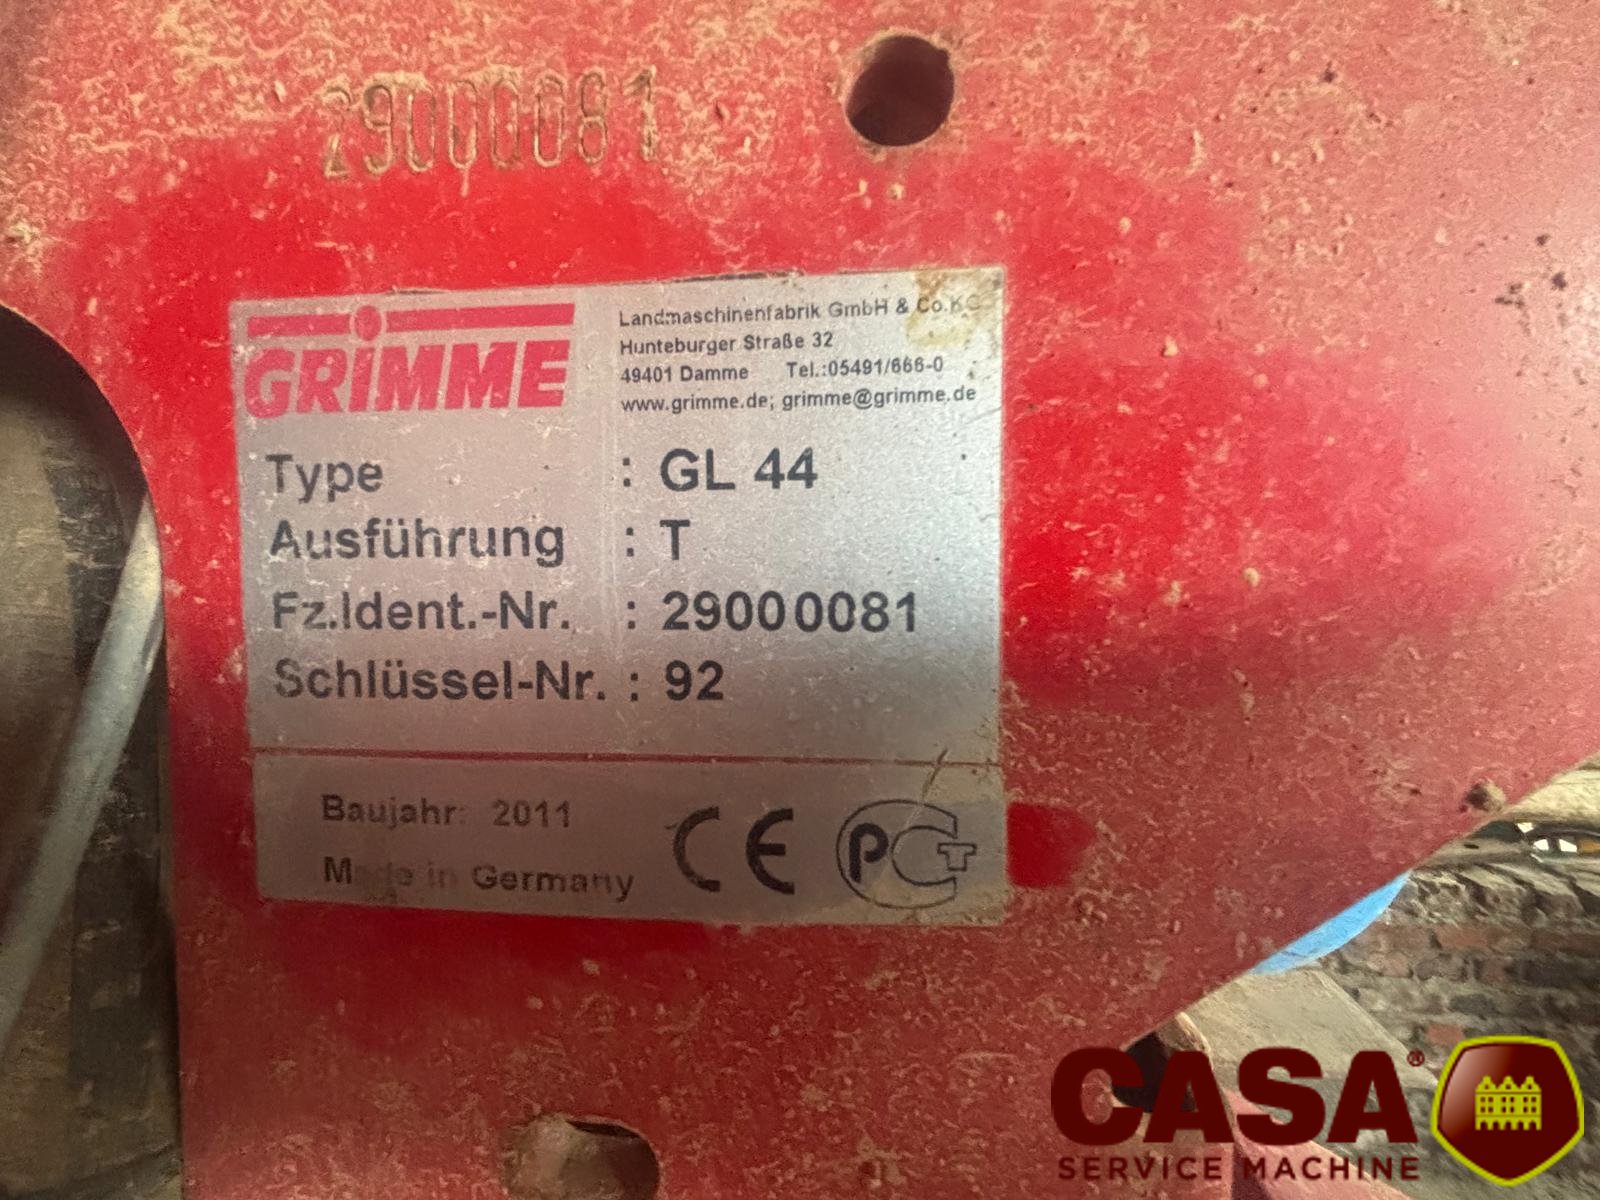 29000081
GRIMME
Landmaschinenfabrik GmbH & Co.KG
Hunteburger Straße 32
49401 Damme Tel.:05491/666-0
www.grimme.de; grimme@grimme.de
Type : GL 44
Ausführung : T
Fz.Ident.-Nr. : 29000081
Schlüssel-Nr. : 92
Baujahr: 2011
Made in Germany
CE
PCT
CASA®
SERVICE MACHINE